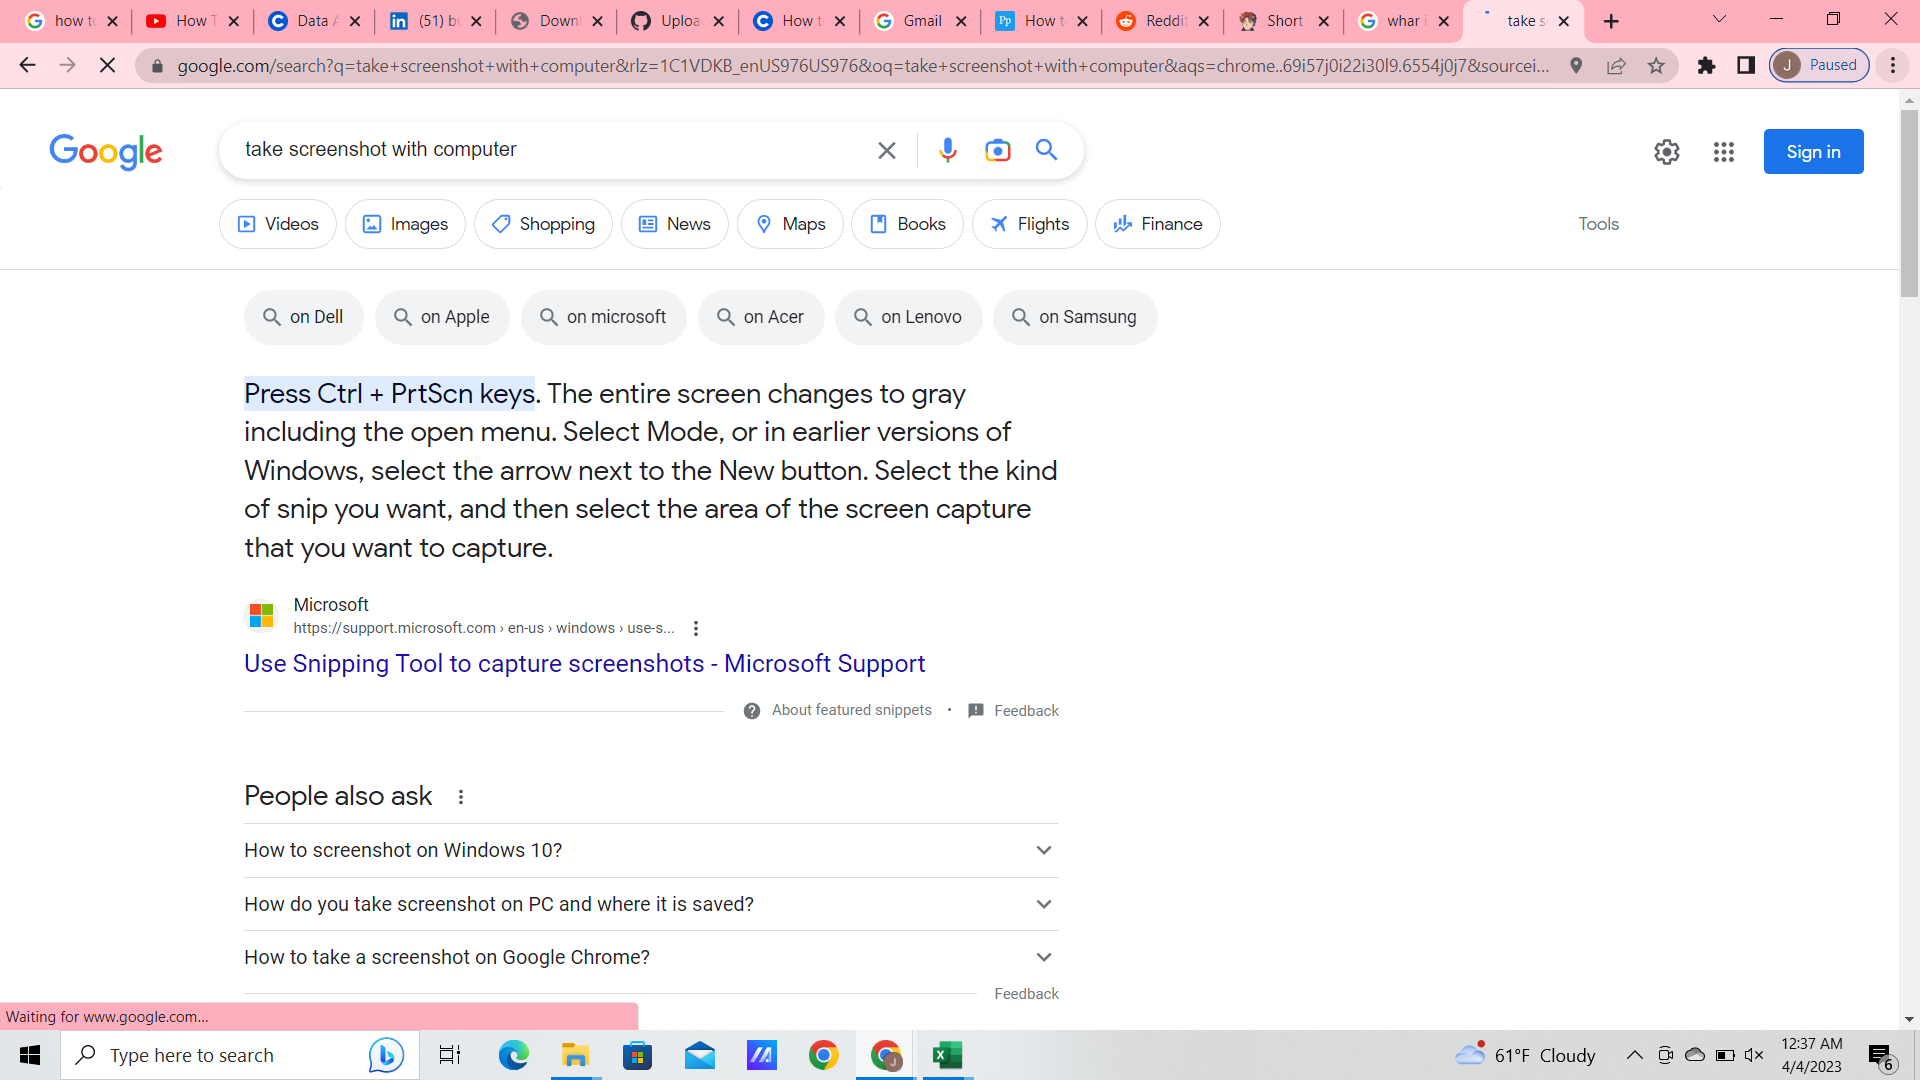 how to
How T
Data A
(51) b
Downl
Uploa
How to
Gmail
How to
Reddit
Short
whar i
take s
google.com/search?q=take+screenshot+with+computer&rlz=1C1VDKB_enUS976US976&oq=take+screenshot+with+computer&aqs=chrome..69i57j0i22i30l9.6554j0j7&sourcei...
J Paused
Google
take screenshot with computer
Sign in
Videos
Images
Shopping
News
Maps
Books
Flights
Finance
Tools
on Dell
on Apple
on microsoft
on Acer
on Lenovo
on Samsung
Press Ctrl + PrtScn keys. The entire screen changes to gray
including the open menu. Select Mode, or in earlier versions of
Windows, select the arrow next to the New button. Select the kind
of snip you want, and then select the area of the screen capture
that you want to capture.
Microsoft
https://support.microsoft.com › en-us › windows › use-s...
Use Snipping Tool to capture screenshots - Microsoft Support
About featured snippets • Feedback
People also ask
How to screenshot on Windows 10?
How do you take screenshot on PC and where it is saved?
How to take a screenshot on Google Chrome?
Feedback
Waiting for www.google.com...
Type here to search
61°F Cloudy
12:37 AM
4/4/2023
6